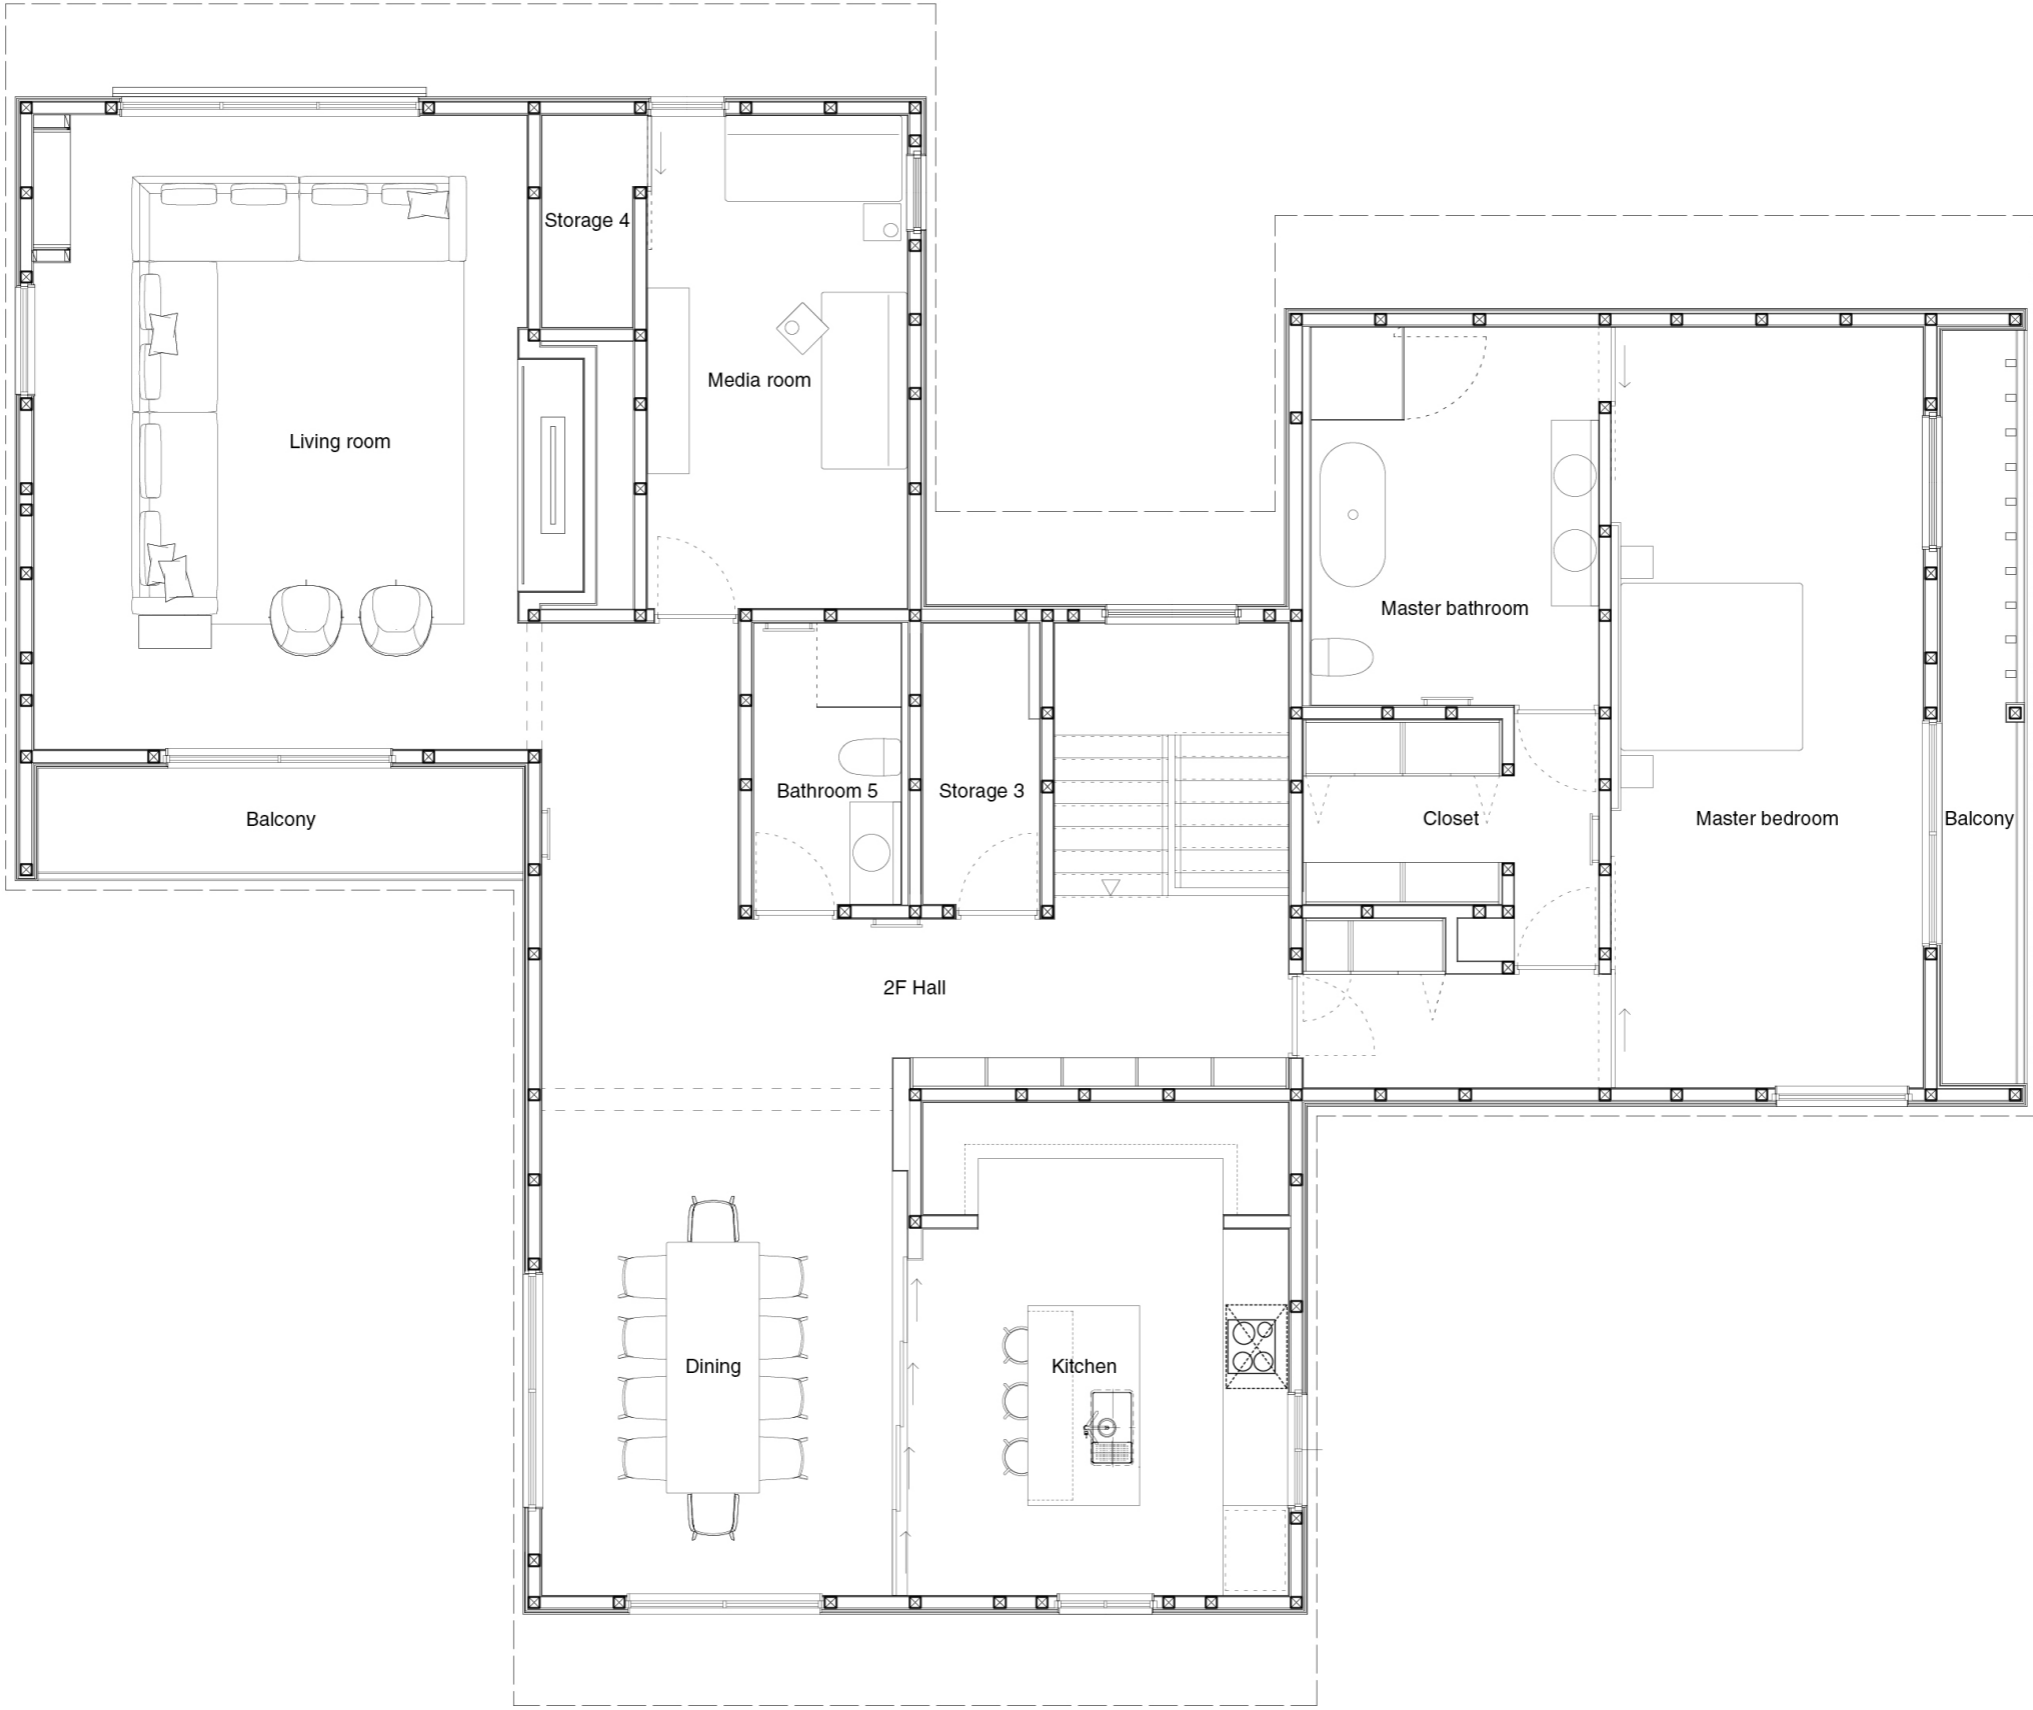 Storage 4
Media room
Living room
Master bathroom
Bathroom 5
Storage 3
Balcony
Closet
Master bedroom
Balcony
2F Hall
Dining
Kitchen